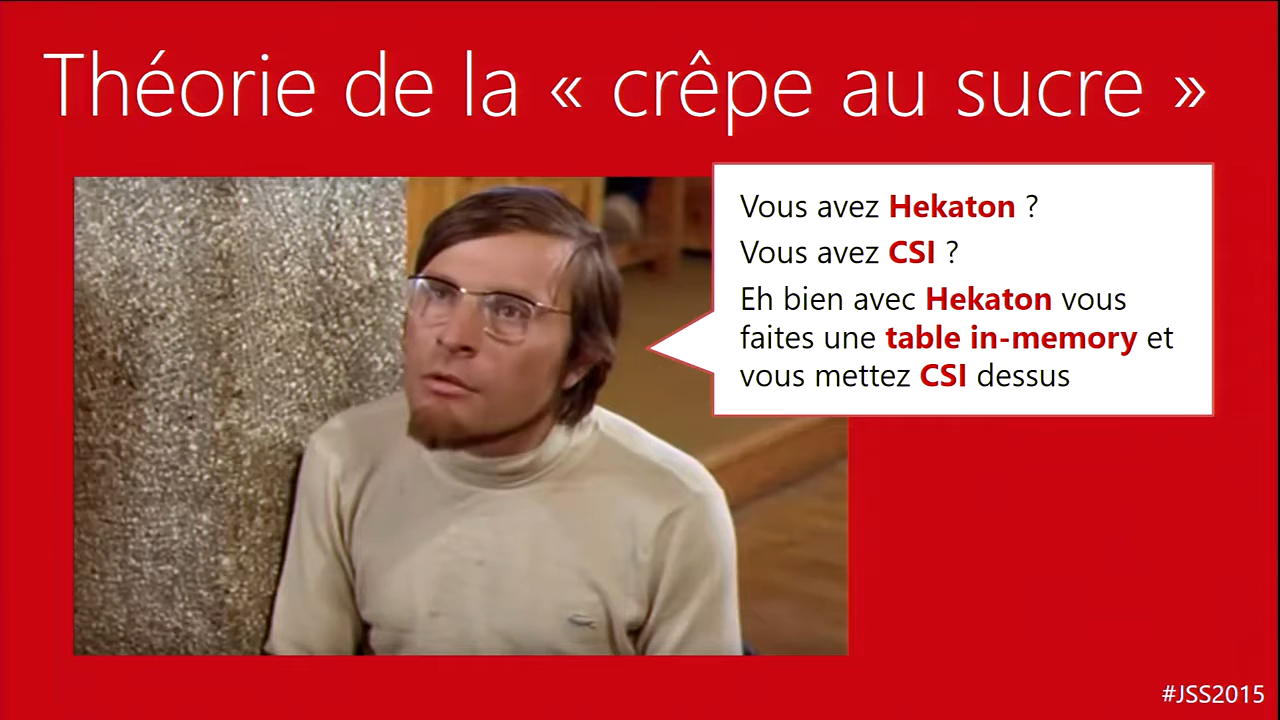 Théorie de la « crêpe au sucre »
Vous avez Hekaton ?
Vous avez CSI ?
Eh bien avec Hekaton vous
faites une table in-memory et
vous mettez CSI dessus
#JSS2015